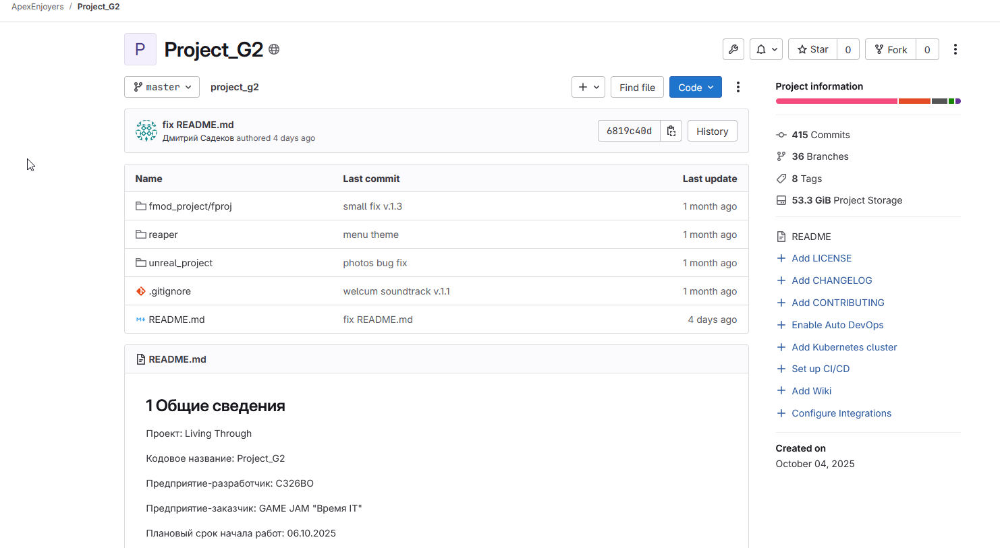 ApexEnjoyers / Project_G2
P
Project_G2
Star 0
Fork 0
master
project_g2
Find file
Code
fix README.md
Дмитрий Садеков authored 4 days ago
6819c40d
History
Name Last commit Last update
fmod_project/fproj small fix v.1.3 1 month ago
reaper menu theme 1 month ago
unreal_project photos bug fix 1 month ago
.gitignore welcum soundtrack v.1.1 1 month ago
README.md fix README.md 4 days ago
README.md
1 Общие сведения
Проект: Living Through
Кодовое название: Project_G2
Предприятие-разработчик: С326ВО
Предприятие-заказчик: GAME JAM "Время IT"
Плановый срок начала работ: 06.10.2025
Project information
415 Commits
36 Branches
8 Tags
53.3 GiB Project Storage
README
Add LICENSE
Add CHANGELOG
Add CONTRIBUTING
Enable Auto DevOps
Add Kubernetes cluster
Set up CI/CD
Add Wiki
Configure Integrations
Created on
October 04, 2025